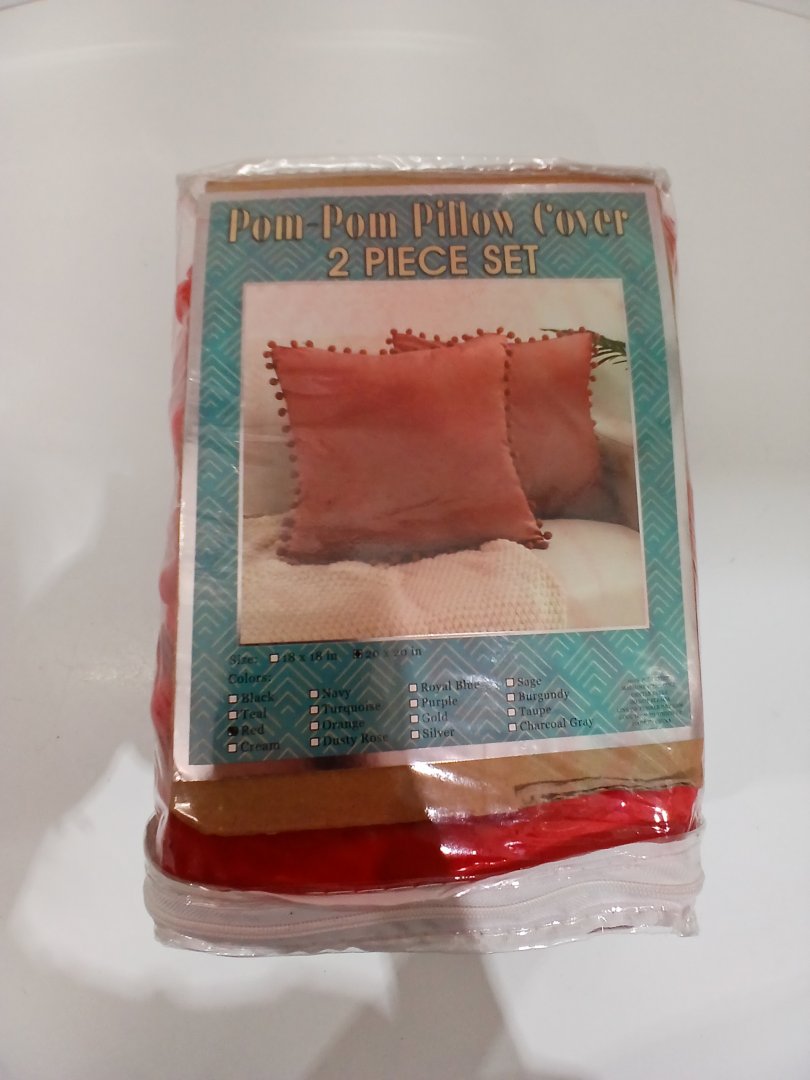 Pom-Pom Pillow Cover
2 PIECE SET
Size: 18 x 18 in 20 x 20 in
Colors:
Black Navy Royal Blue Sage
Teal Turquoise Purple Burgundy
Red Orange Gold Taupe
Cream Dusty Rose Silver Charcoal Gray